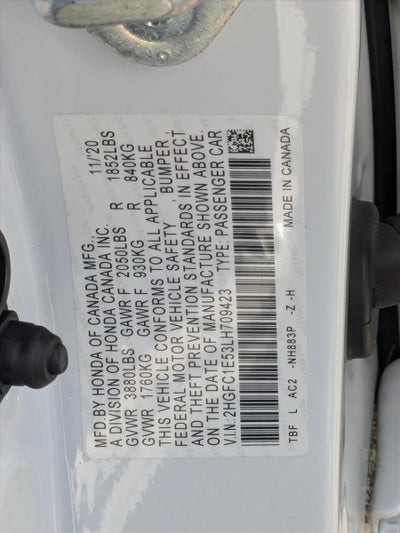 MFD.BY HONDA OF CANADA MFG. 11/20
A DIVISION OF HONDA CANADA INC.
GVWR 3880LBS GAWR F 2050LBS R 1852LBS
GVWR 1760KG GAWR F 930KG R 840KG
THIS VEHICLE CONFORMS TO ALL APPLICABLE
FEDERAL MOTOR VEHICLE SAFETY , BUMPER ,
AND THEFT PREVENTION STANDARDS IN EFFECT
ON THE DATE OF MANUFACTURE SHOWN ABOVE.
V.I.N: 2HGFC1E53LH709423 TYPE: PASSENGER CAR
TBF L AC2 -NH883P -Z -H MADE IN CANADA